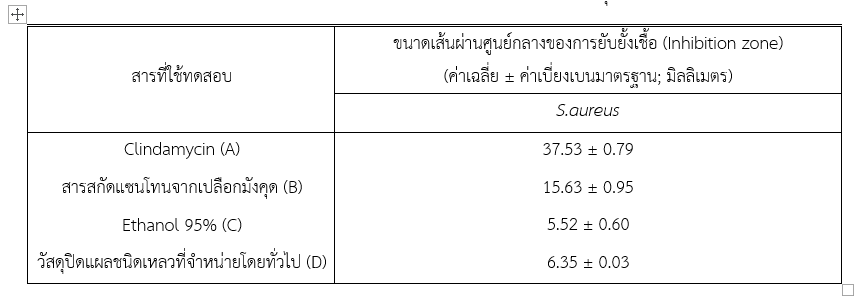 สารที่ใช้ทดสอบ
ขนาดเส้นผ่านศูนย์กลางของการยับยั้งเชื้อ (Inhibition zone)
(ค่าเฉลี่ย ± ค่าเบี่ยงเบนมาตรฐาน; มิลลิเมตร)
S.aureus
Clindamycin (A) 37.53 ± 0.79
สารสกัดแซนโทนจากเปลือกมังคุด (B) 15.63 ± 0.95
Ethanol 95% (C) 5.52 ± 0.60
วัสดุปิดแผลชนิดเหลวที่จำหน่ายโดยทั่วไป (D) 6.35 ± 0.03